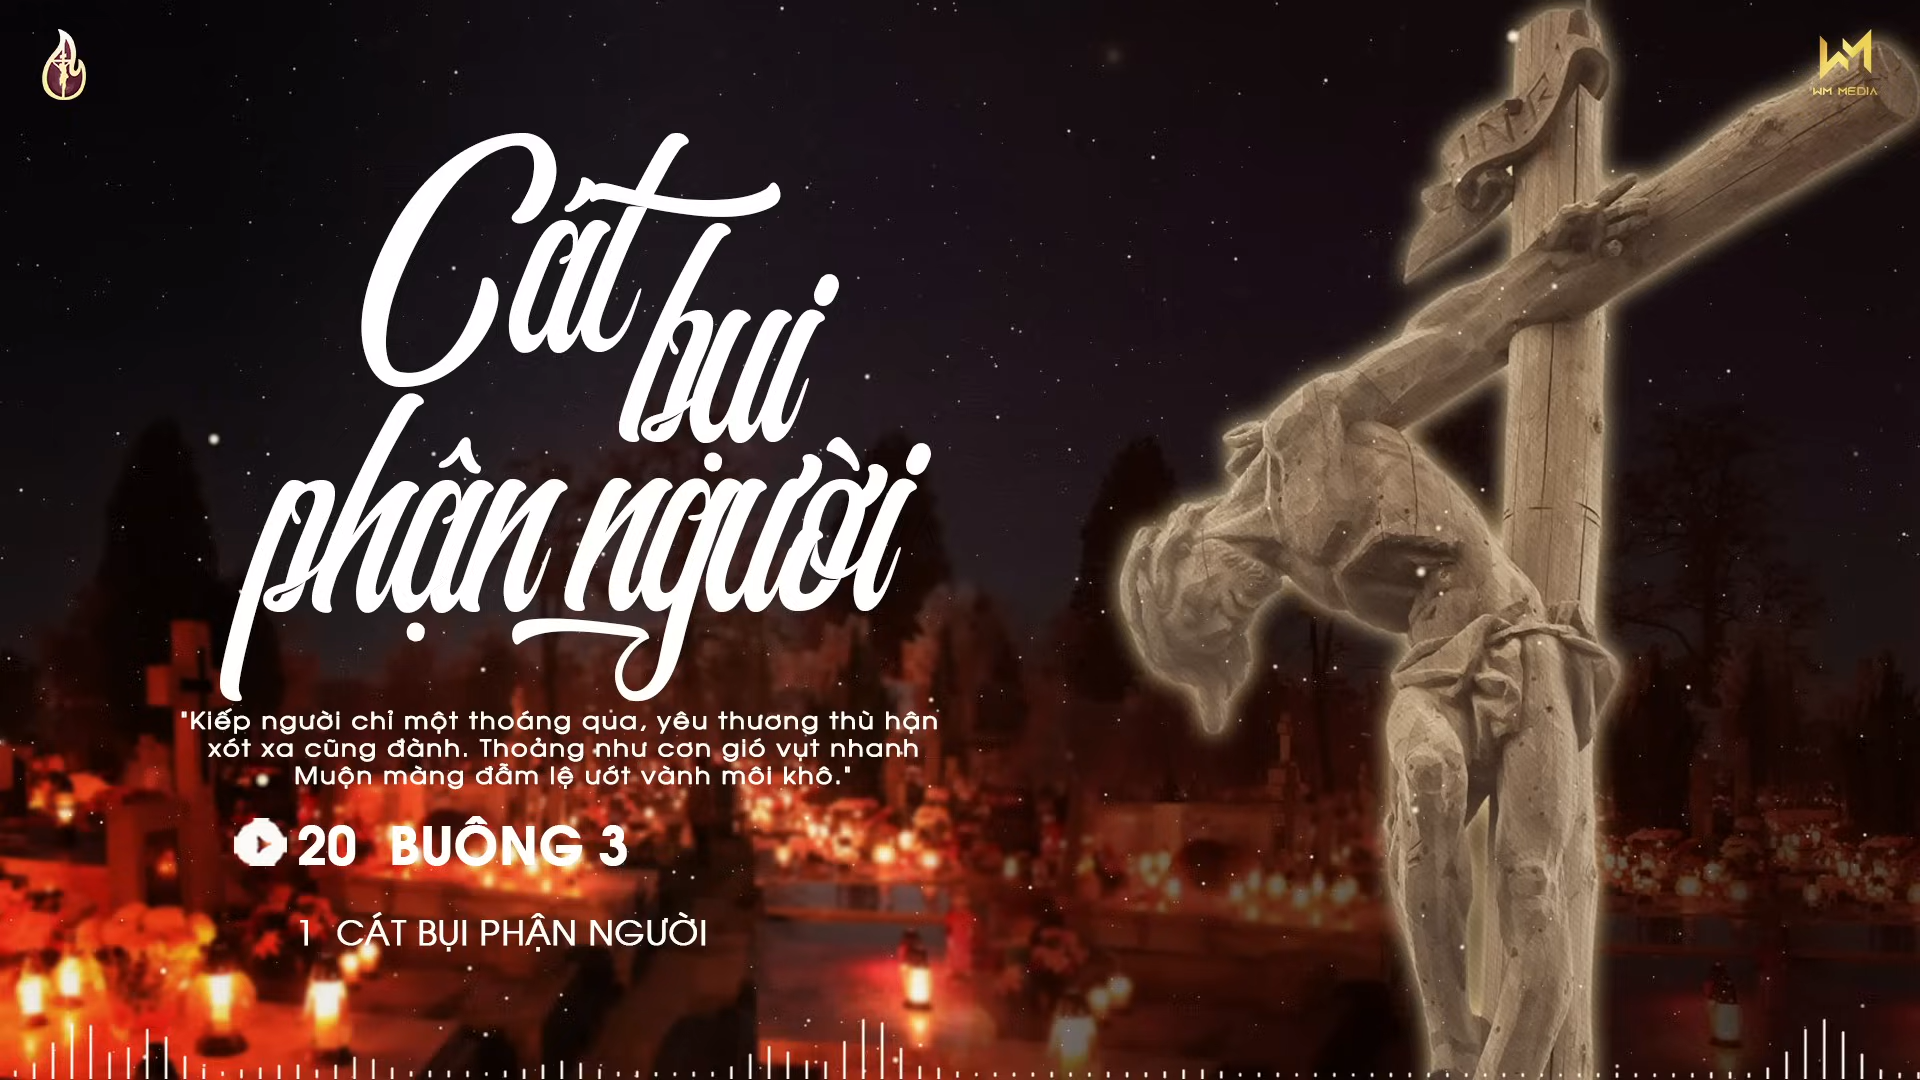 WM
WM MEDIA
I.N.R
Cát bụi
phận người
"Kiếp người chỉ một thoáng qua, yêu thương thù hận
xót xa cũng đành. Thoảng như cơn gió vụt nhanh
Muộn màng đẫm lệ ướt vành môi khô."
20 BUÔNG 3
1 CÁT BỤI PHẬN NGƯỜI